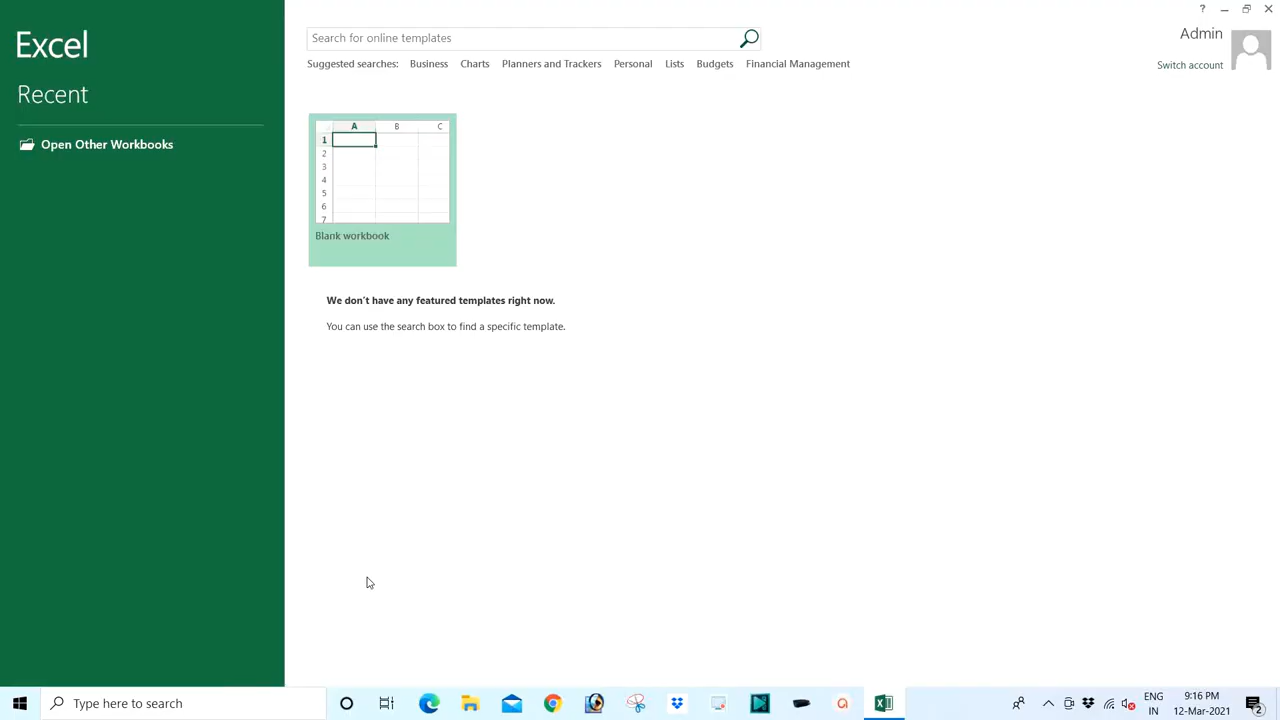 Excel
Recent
Open Other Workbooks
?
Search for online templates
Suggested searches: Business Charts Planners and Trackers Personal Lists Budgets Financial Management
Admin
Switch account
A B C
1
2
3
4
5
6
7
Blank workbook
We don't have any featured templates right now.
You can use the search box to find a specific template.
Type here to search
ENG
IN
9:16 PM
12-Mar-2021
2